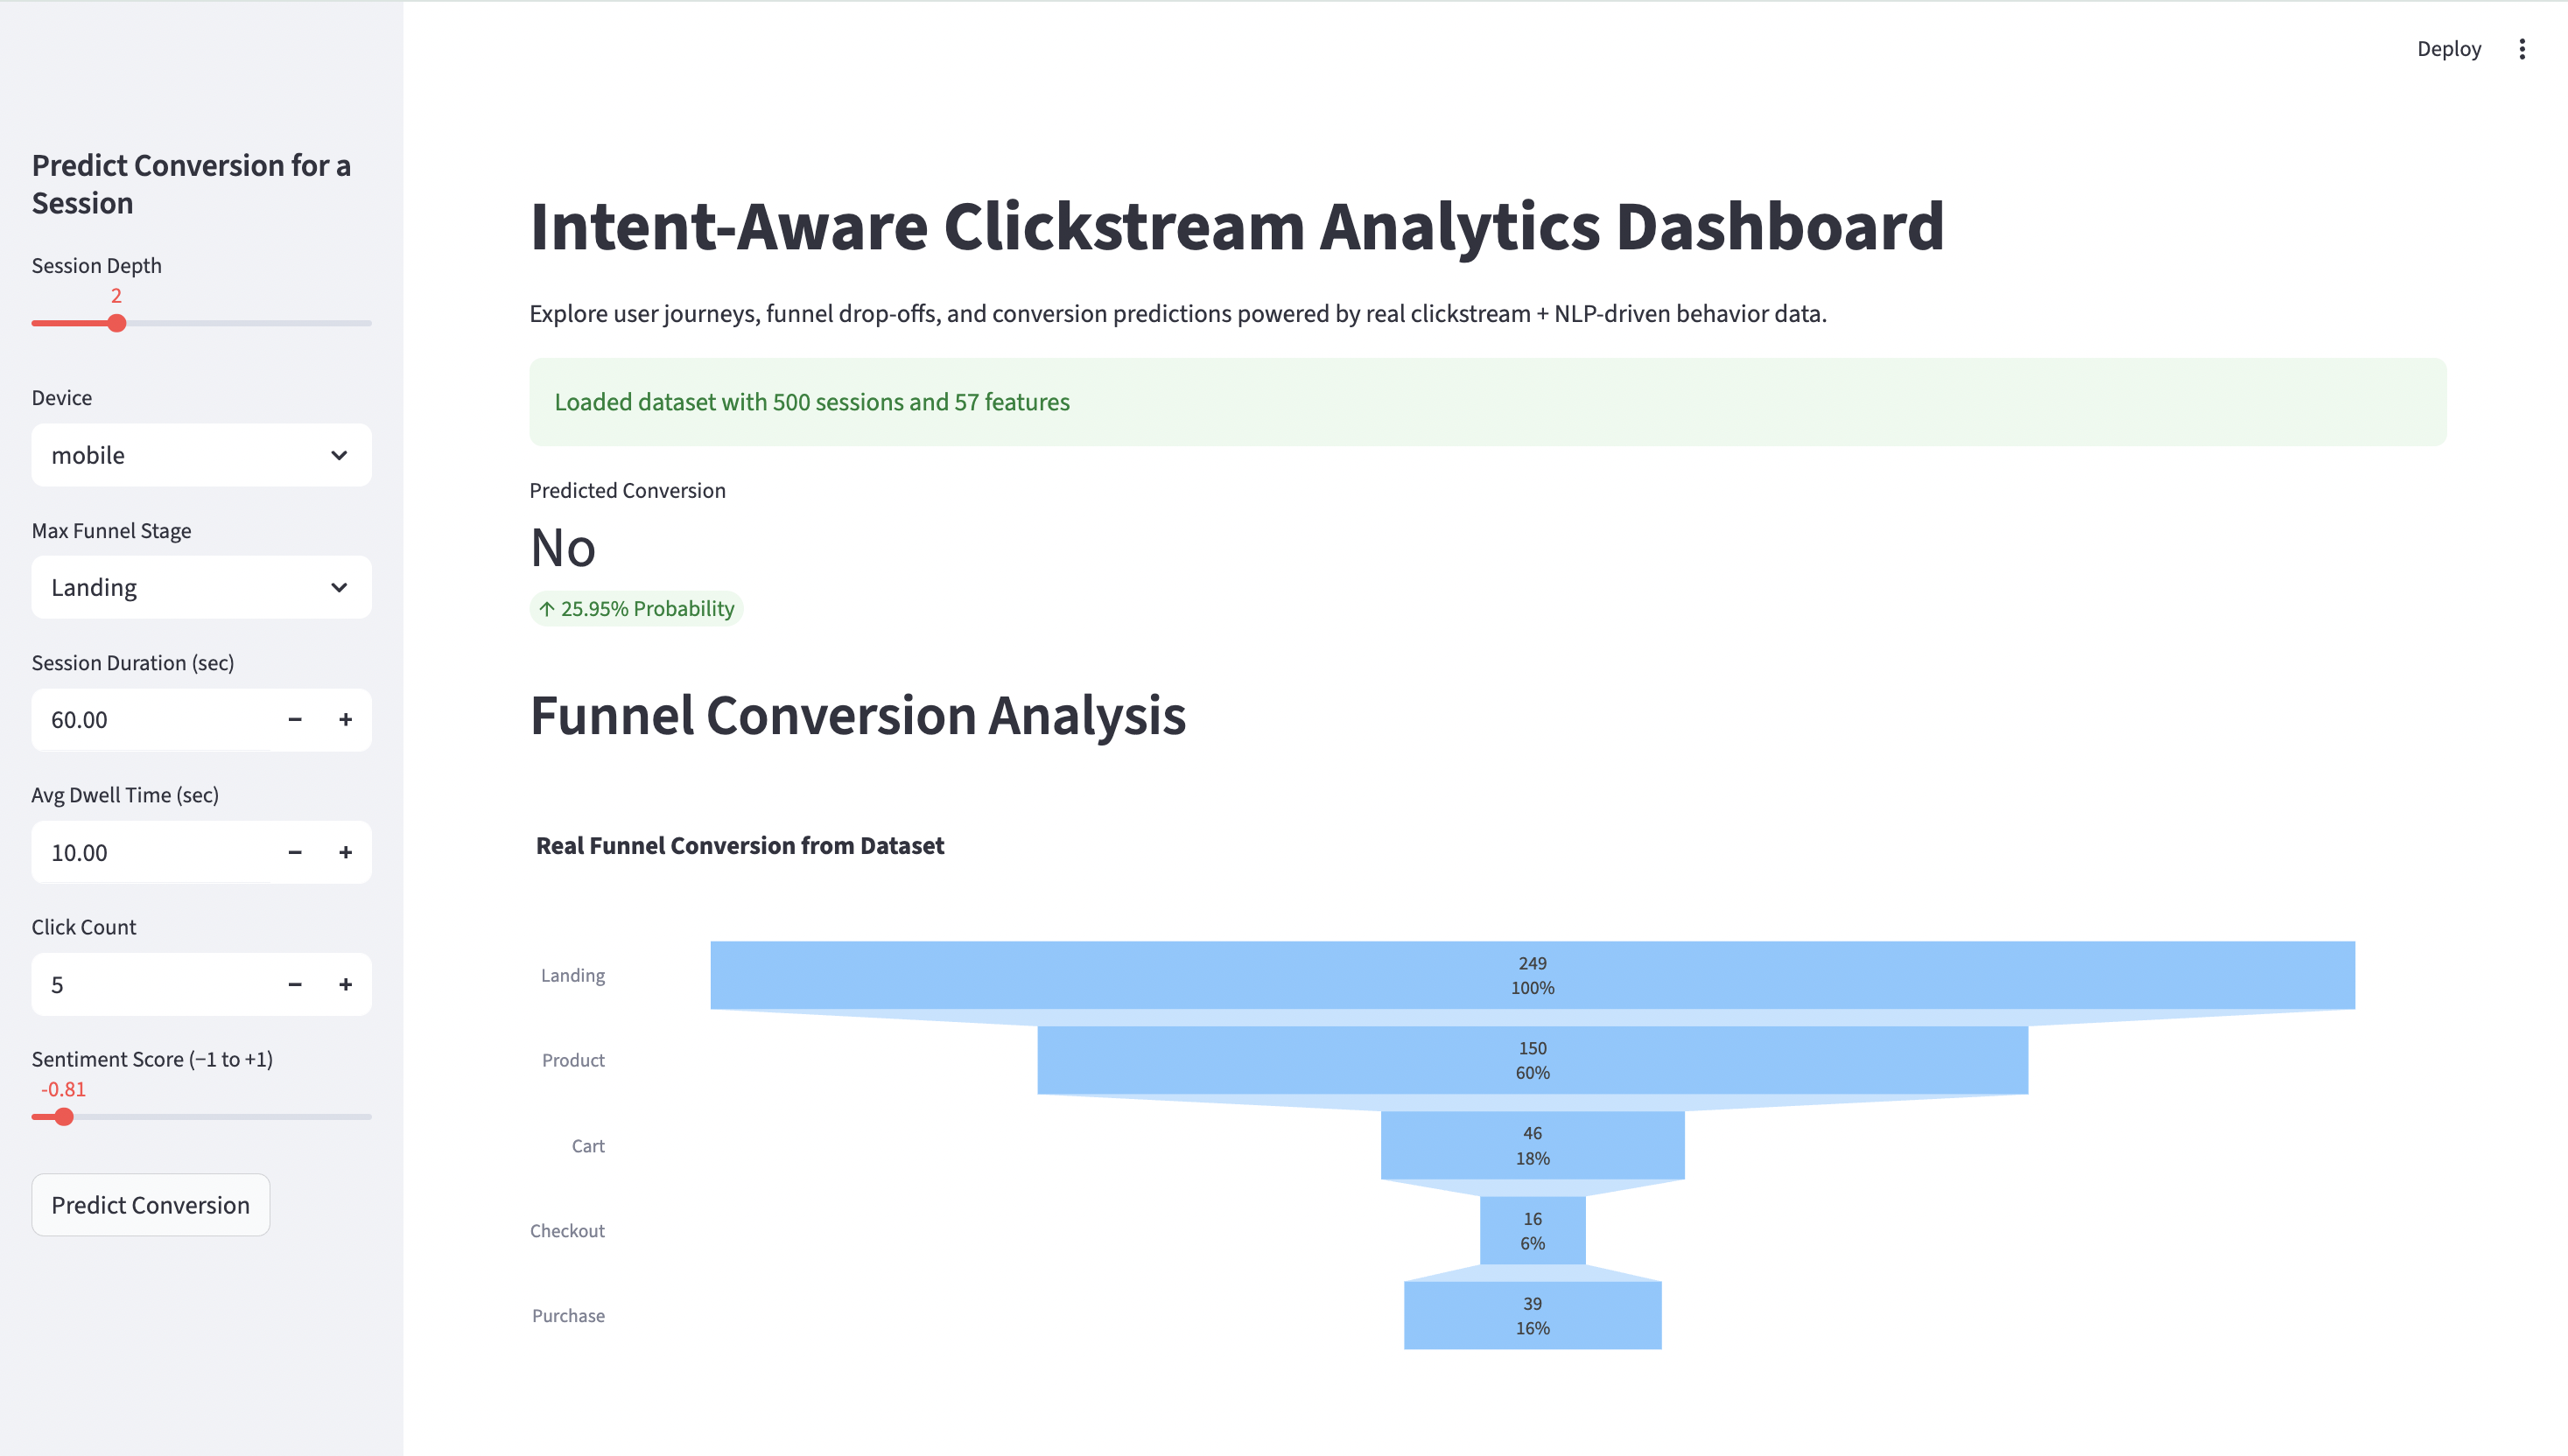 Deploy
Predict Conversion for a
Session
Session Depth
2
Device
mobile
Max Funnel Stage
Landing
Session Duration (sec)
60.00
Avg Dwell Time (sec)
10.00
Click Count
5
Sentiment Score (−1 to +1)
-0.81
Predict Conversion
Intent-Aware Clickstream Analytics Dashboard
Explore user journeys, funnel drop-offs, and conversion predictions powered by real clickstream + NLP-driven behavior data.
Loaded dataset with 500 sessions and 57 features
Predicted Conversion
No
↑ 25.95% Probability
Funnel Conversion Analysis
Real Funnel Conversion from Dataset
Landing
249
100%
Product
150
60%
Cart
46
18%
Checkout
16
6%
Purchase
39
16%